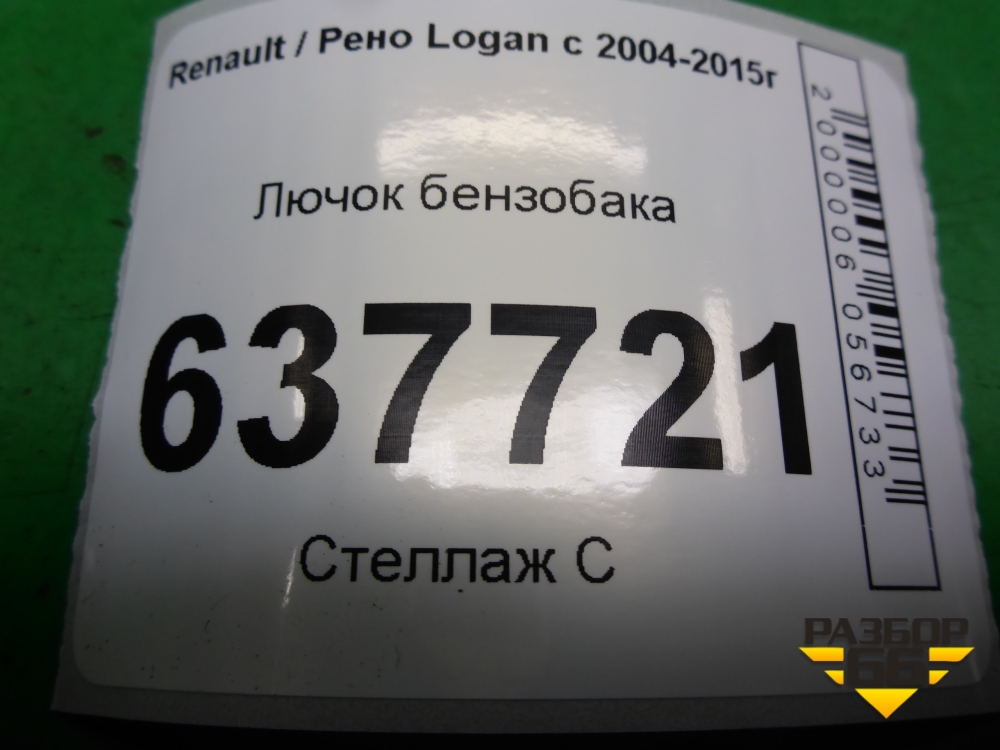 Renault / Рено Logan с 2004-2015г
Лючок бензобака
637721
Стеллаж С
2000006056733
РАЗБОР
66